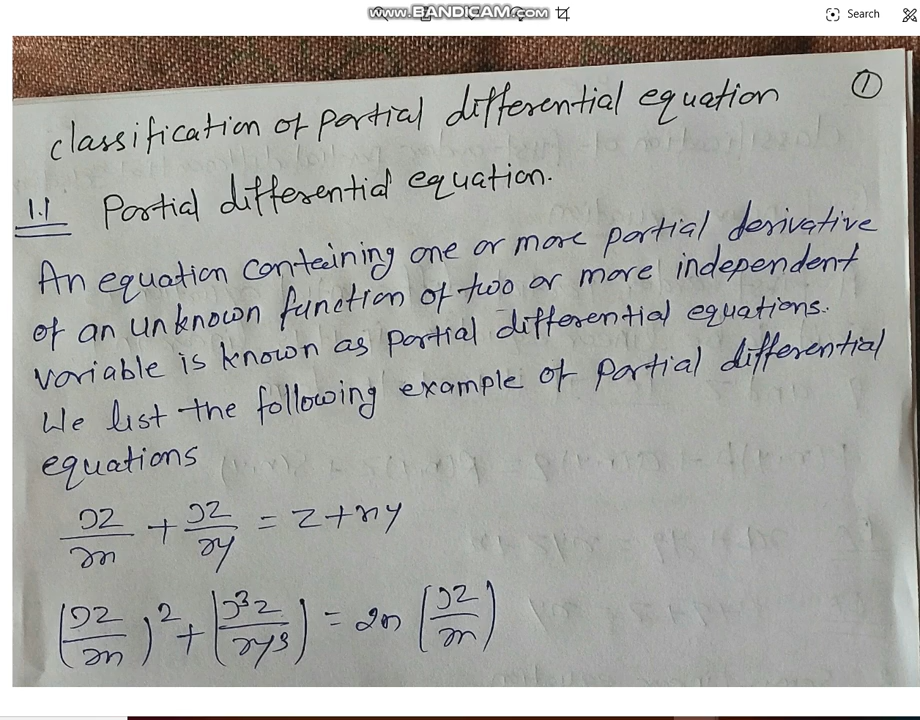 www.BANDICAM.com
Search
①
classification of partial differential equation
1.1 Partial differential equation.
An equation containing one or more partial derivative
of an unknown function of two or more independent
variable is known as partial differential equations.
We list the following example of partial differential
equations
∂z/∂x + ∂z/∂y = z + xy
(∂z/∂x)² + (∂³z/∂y³) = 2x (∂z/∂x)